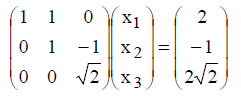 ( 1 1 0 ) ( x₁ ) = ( 2 )
( 0 1 −1 ) ( x₂ ) = ( −1 )
( 0 0 √2 ) ( x₃ ) = ( 2√2 )